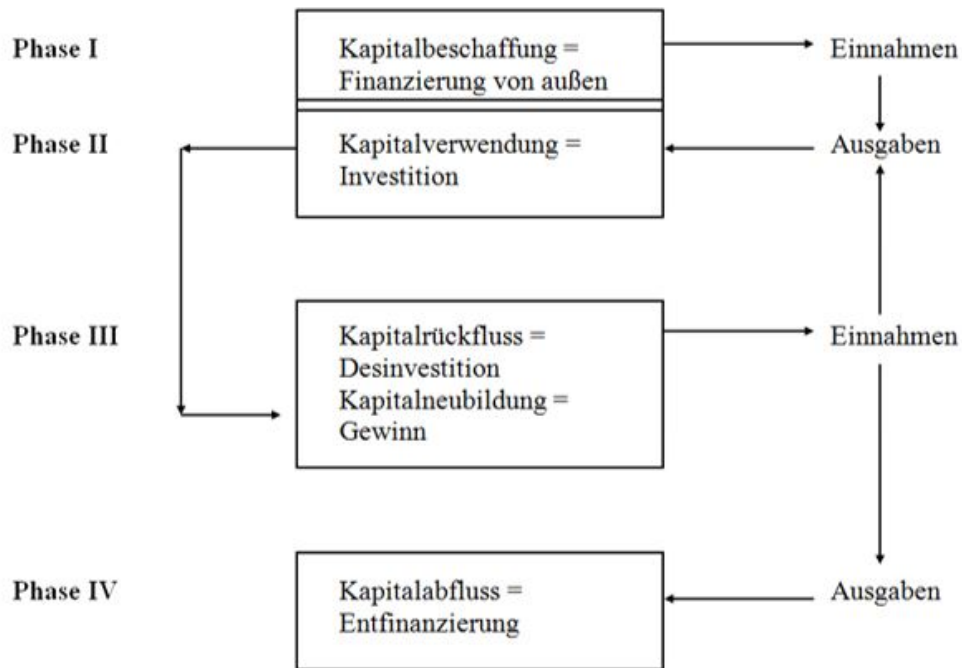 Phase I
Kapitalbeschaffung =
Finanzierung von außen
Einnahmen
Phase II
Kapitalverwendung =
Investition
Ausgaben
Phase III
Kapitalrückfluss =
Desinvestition
Kapitalneubildung =
Gewinn
Einnahmen
Phase IV
Kapitalabfluss =
Entfinanzierung
Ausgaben